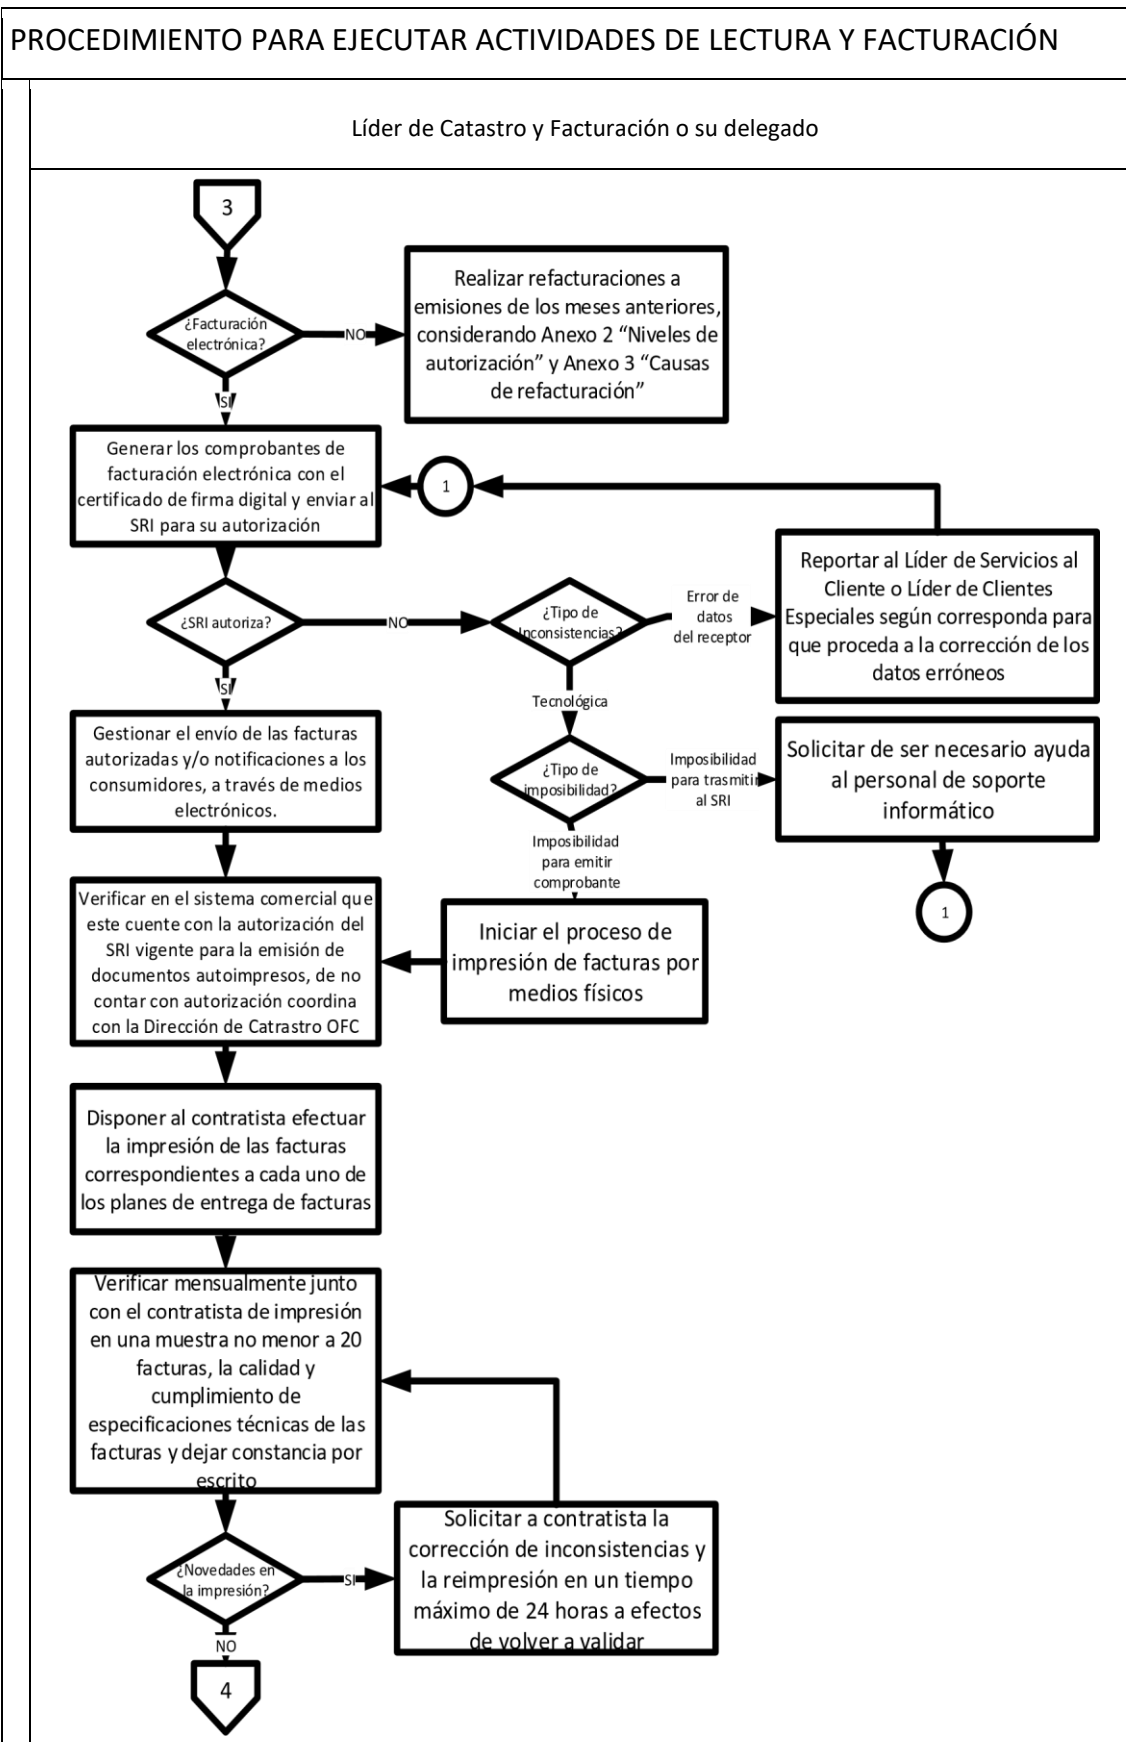 PROCEDIMIENTO PARA EJECUTAR ACTIVIDADES DE LECTURA Y FACTURACIÓN
Líder de Catastro y Facturación o su delegado
3
¿Facturación
electrónica?
NO
Realizar refacturaciones a
emisiones de los meses anteriores,
considerando Anexo 2 “Niveles de
autorización” y Anexo 3 “Causas
de refacturación”
SI
Generar los comprobantes de
facturación electrónica con el
certificado de firma digital y enviar al
SRI para su autorización
1
Reportar al Líder de Servicios al
Cliente o Líder de Clientes
Especiales según corresponda para
que proceda a la corrección de los
datos erróneos
¿SRI autoriza?
NO
¿Tipo de
Inconsistencias?
Error de
datos
del receptor
SI
Tecnológica
Gestionar el envío de las facturas
autorizadas y/o notificaciones a los
consumidores, a través de medios
electrónicos.
¿Tipo de
imposibilidad?
Imposibilidad
para trasmitir
al SRI
Solicitar de ser necesario ayuda
al personal de soporte
informático
Imposibilidad
para emitir
comprobante
1
Verificar en el sistema comercial que
este cuente con la autorización del
SRI vigente para la emisión de
documentos autoimpresos, de no
contar con autorización coordina
con la Dirección de Catrastro OFC
Iniciar el proceso de
impresión de facturas por
medios físicos
Disponer al contratista efectuar
la impresión de las facturas
correspondientes a cada uno de
los planes de entrega de facturas
Verificar mensualmente junto
con el contratista de impresión
en una muestra no menor a 20
facturas, la calidad y
cumplimiento de
especificaciones técnicas de las
facturas y dejar constancia por
escrito
¿Novedades en
la impresión?
SI
Solicitar a contratista la
corrección de inconsistencias y
la reimpresión en un tiempo
máximo de 24 horas a efectos
de volver a validar
NO
4